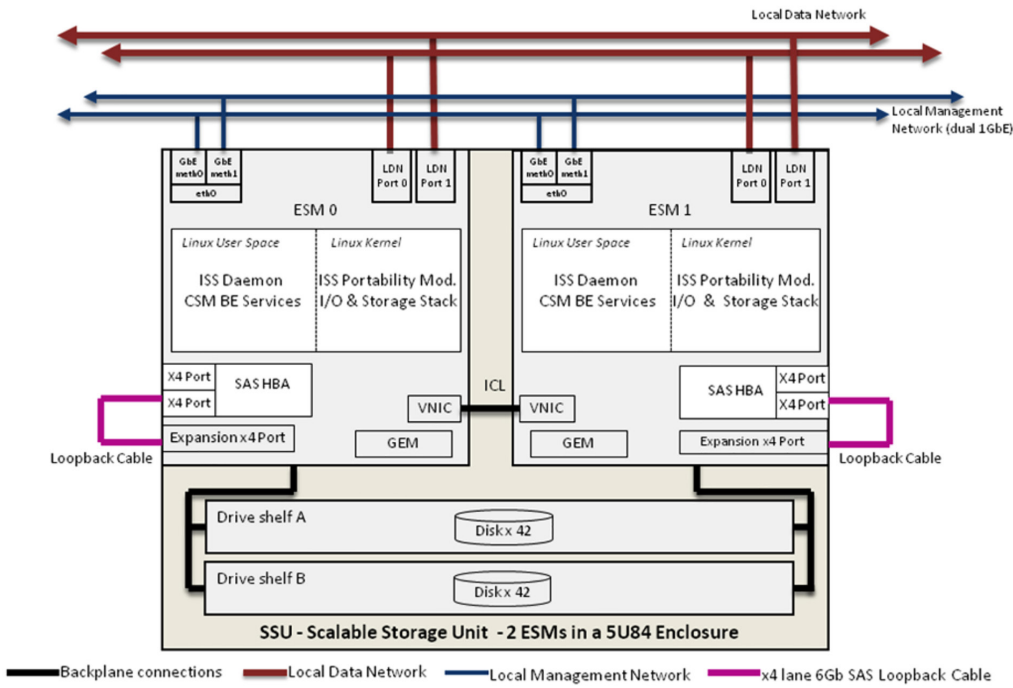 Local Data Network
Local Management
Network (dual 1GbE)
GbE
meth0
GbE
meth1
eth0
LDN
Port 0
LDN
Port 1
GbE
meth0
GbE
meth1
eth0
LDN
Port 0
LDN
Port 1
ESM 0
ESM 1
Linux User Space
Linux Kernel
ISS Daemon
CSM BE Services
ISS Portability Mod.
I/O & Storage Stack
Linux User Space
Linux Kernel
ISS Daemon
CSM BE Services
ISS Portability Mod.
I/O & Storage Stack
X4 Port
X4 Port
SAS HBA
ICL
SAS HBA
X4 Port
X4 Port
VNIC
VNIC
Expansion x4 Port
GEM
GEM
Expansion x4 Port
Loopback Cable
Loopback Cable
Drive shelf A
Disk x 42
Drive shelf B
Disk x 42
SSU - Scalable Storage Unit - 2 ESMs in a 5U84 Enclosure
Backplane connections
Local Data Network
Local Management Network
x4 lane 6Gb SAS Loopback Cable